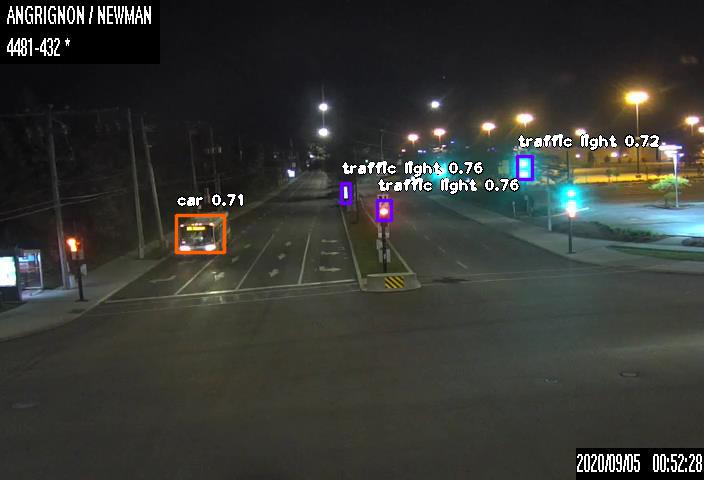 ANGRIGNON / NEWMAN
4481-432 *
traffic light 0.72
traffic light 0.76
traffic light 0.76
car 0.71
2020/09/05 00:52:28